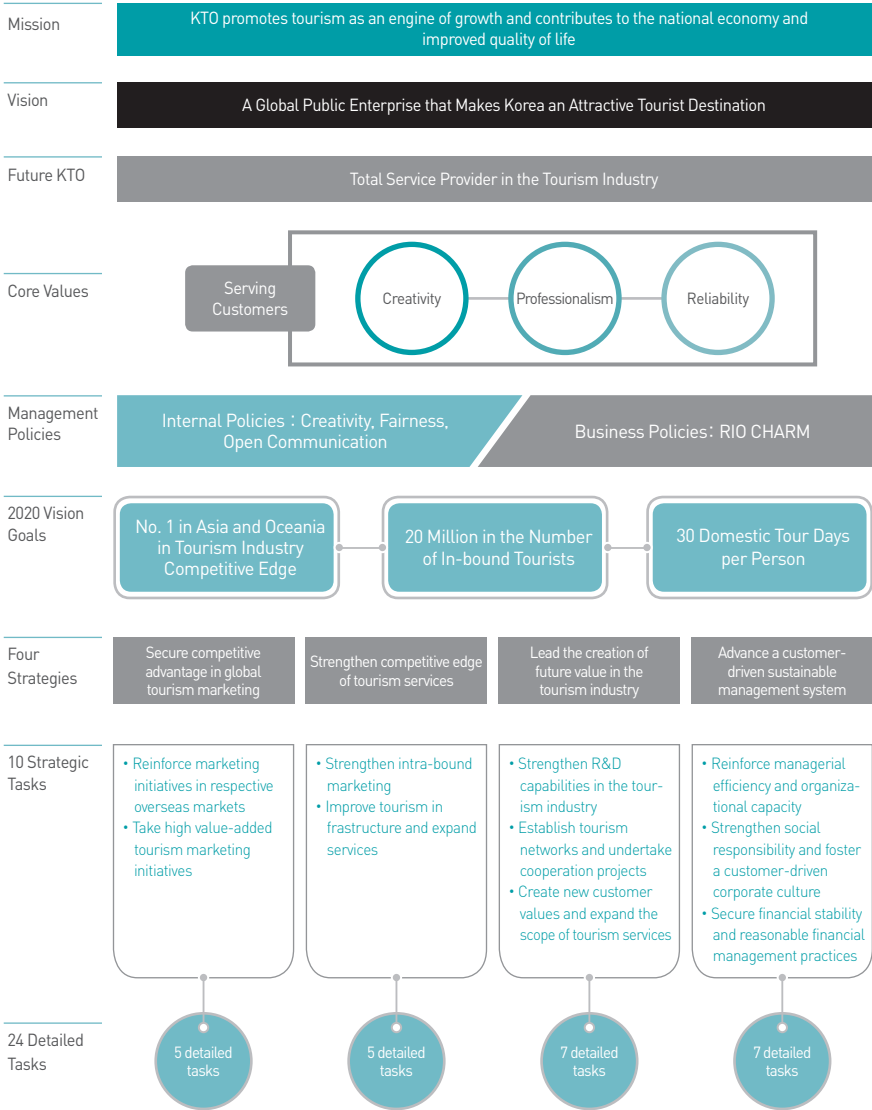 Mission
KTO promotes tourism as an engine of growth and contributes to the national economy and
improved quality of life
Vision
A Global Public Enterprise that Makes Korea an Attractive Tourist Destination
Future KTO
Total Service Provider in the Tourism Industry
Core Values
Serving
Customers
Creativity
Professionalism
Reliability
Management
Policies
Internal Policies : Creativity, Fairness,
Open Communication
Business Policies: RIO CHARM
2020 Vision
Goals
No. 1 in Asia and Oceania
in Tourism Industry
Competitive Edge
20 Million in the Number
of In-bound Tourists
30 Domestic Tour Days
per Person
Four
Strategies
Secure competitive
advantage in global
tourism marketing
Strengthen competitive edge
of tourism services
Lead the creation of
future value in the
tourism industry
Advance a customer-
driven sustainable
management system
10 Strategic
Tasks
• Reinforce marketing
initiatives in respective
overseas markets
• Take high value-added
tourism marketing
initiatives
• Strengthen intra-bound
marketing
• Improve tourism in
frastructure and expand
services
• Strengthen R&D
capabilities in the tour-
ism industry
• Establish tourism
networks and undertake
cooperation projects
• Create new customer
values and expand the
scope of tourism services
• Reinforce managerial
efficiency and organiza-
tional capacity
• Strengthen social
responsibility and foster
a customer-driven
corporate culture
• Secure financial stability
and reasonable financial
management practices
24 Detailed
Tasks
5 detailed
tasks
5 detailed
tasks
7 detailed
tasks
7 detailed
tasks